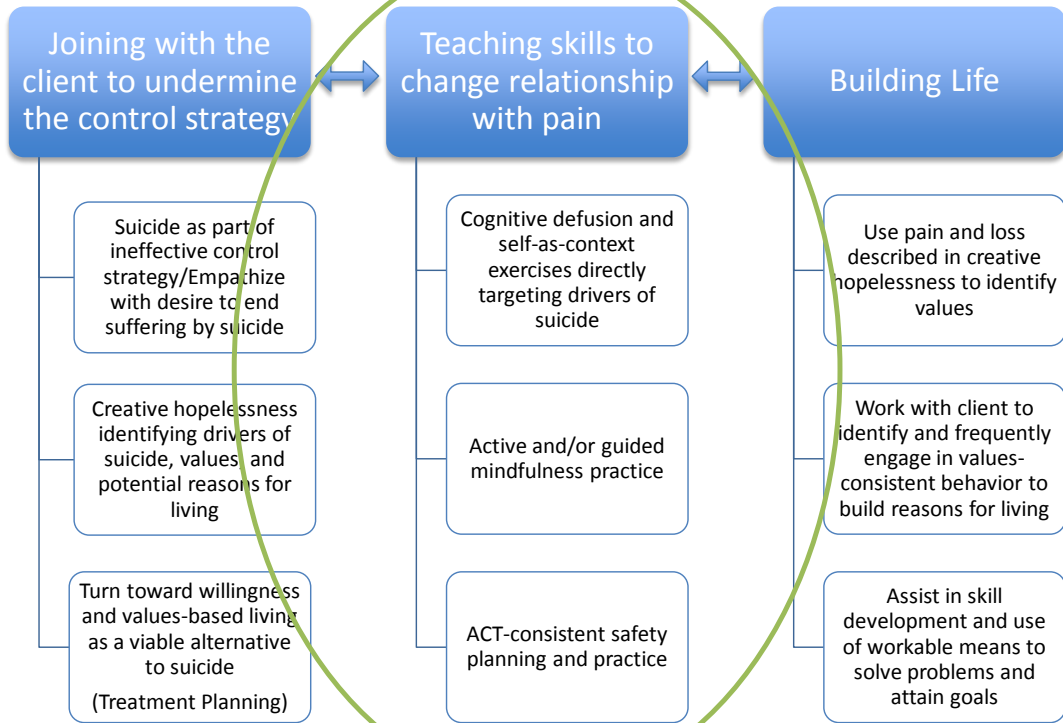 Joining with the
client to undermine
the control strategy
Suicide as part of
ineffective control
strategy/Empathize
with desire to end
suffering by suicide
Creative hopelessness
identifying drivers of
suicide, values, and
potential reasons for
living
Turn toward willingness
and values-based living
as a viable alternative
to suicide
(Treatment Planning)
Teaching skills to
change relationship
with pain
Cognitive defusion and
self-as-context
exercises directly
targeting drivers of
suicide
Active and/or guided
mindfulness practice
ACT-consistent safety
planning and practice
Building Life
Use pain and loss
described in creative
hopelessness to identify
values
Work with client to
identify and frequently
engage in values-
consistent behavior to
build reasons for living
Assist in skill
development and use
of workable means to
solve problems and
attain goals